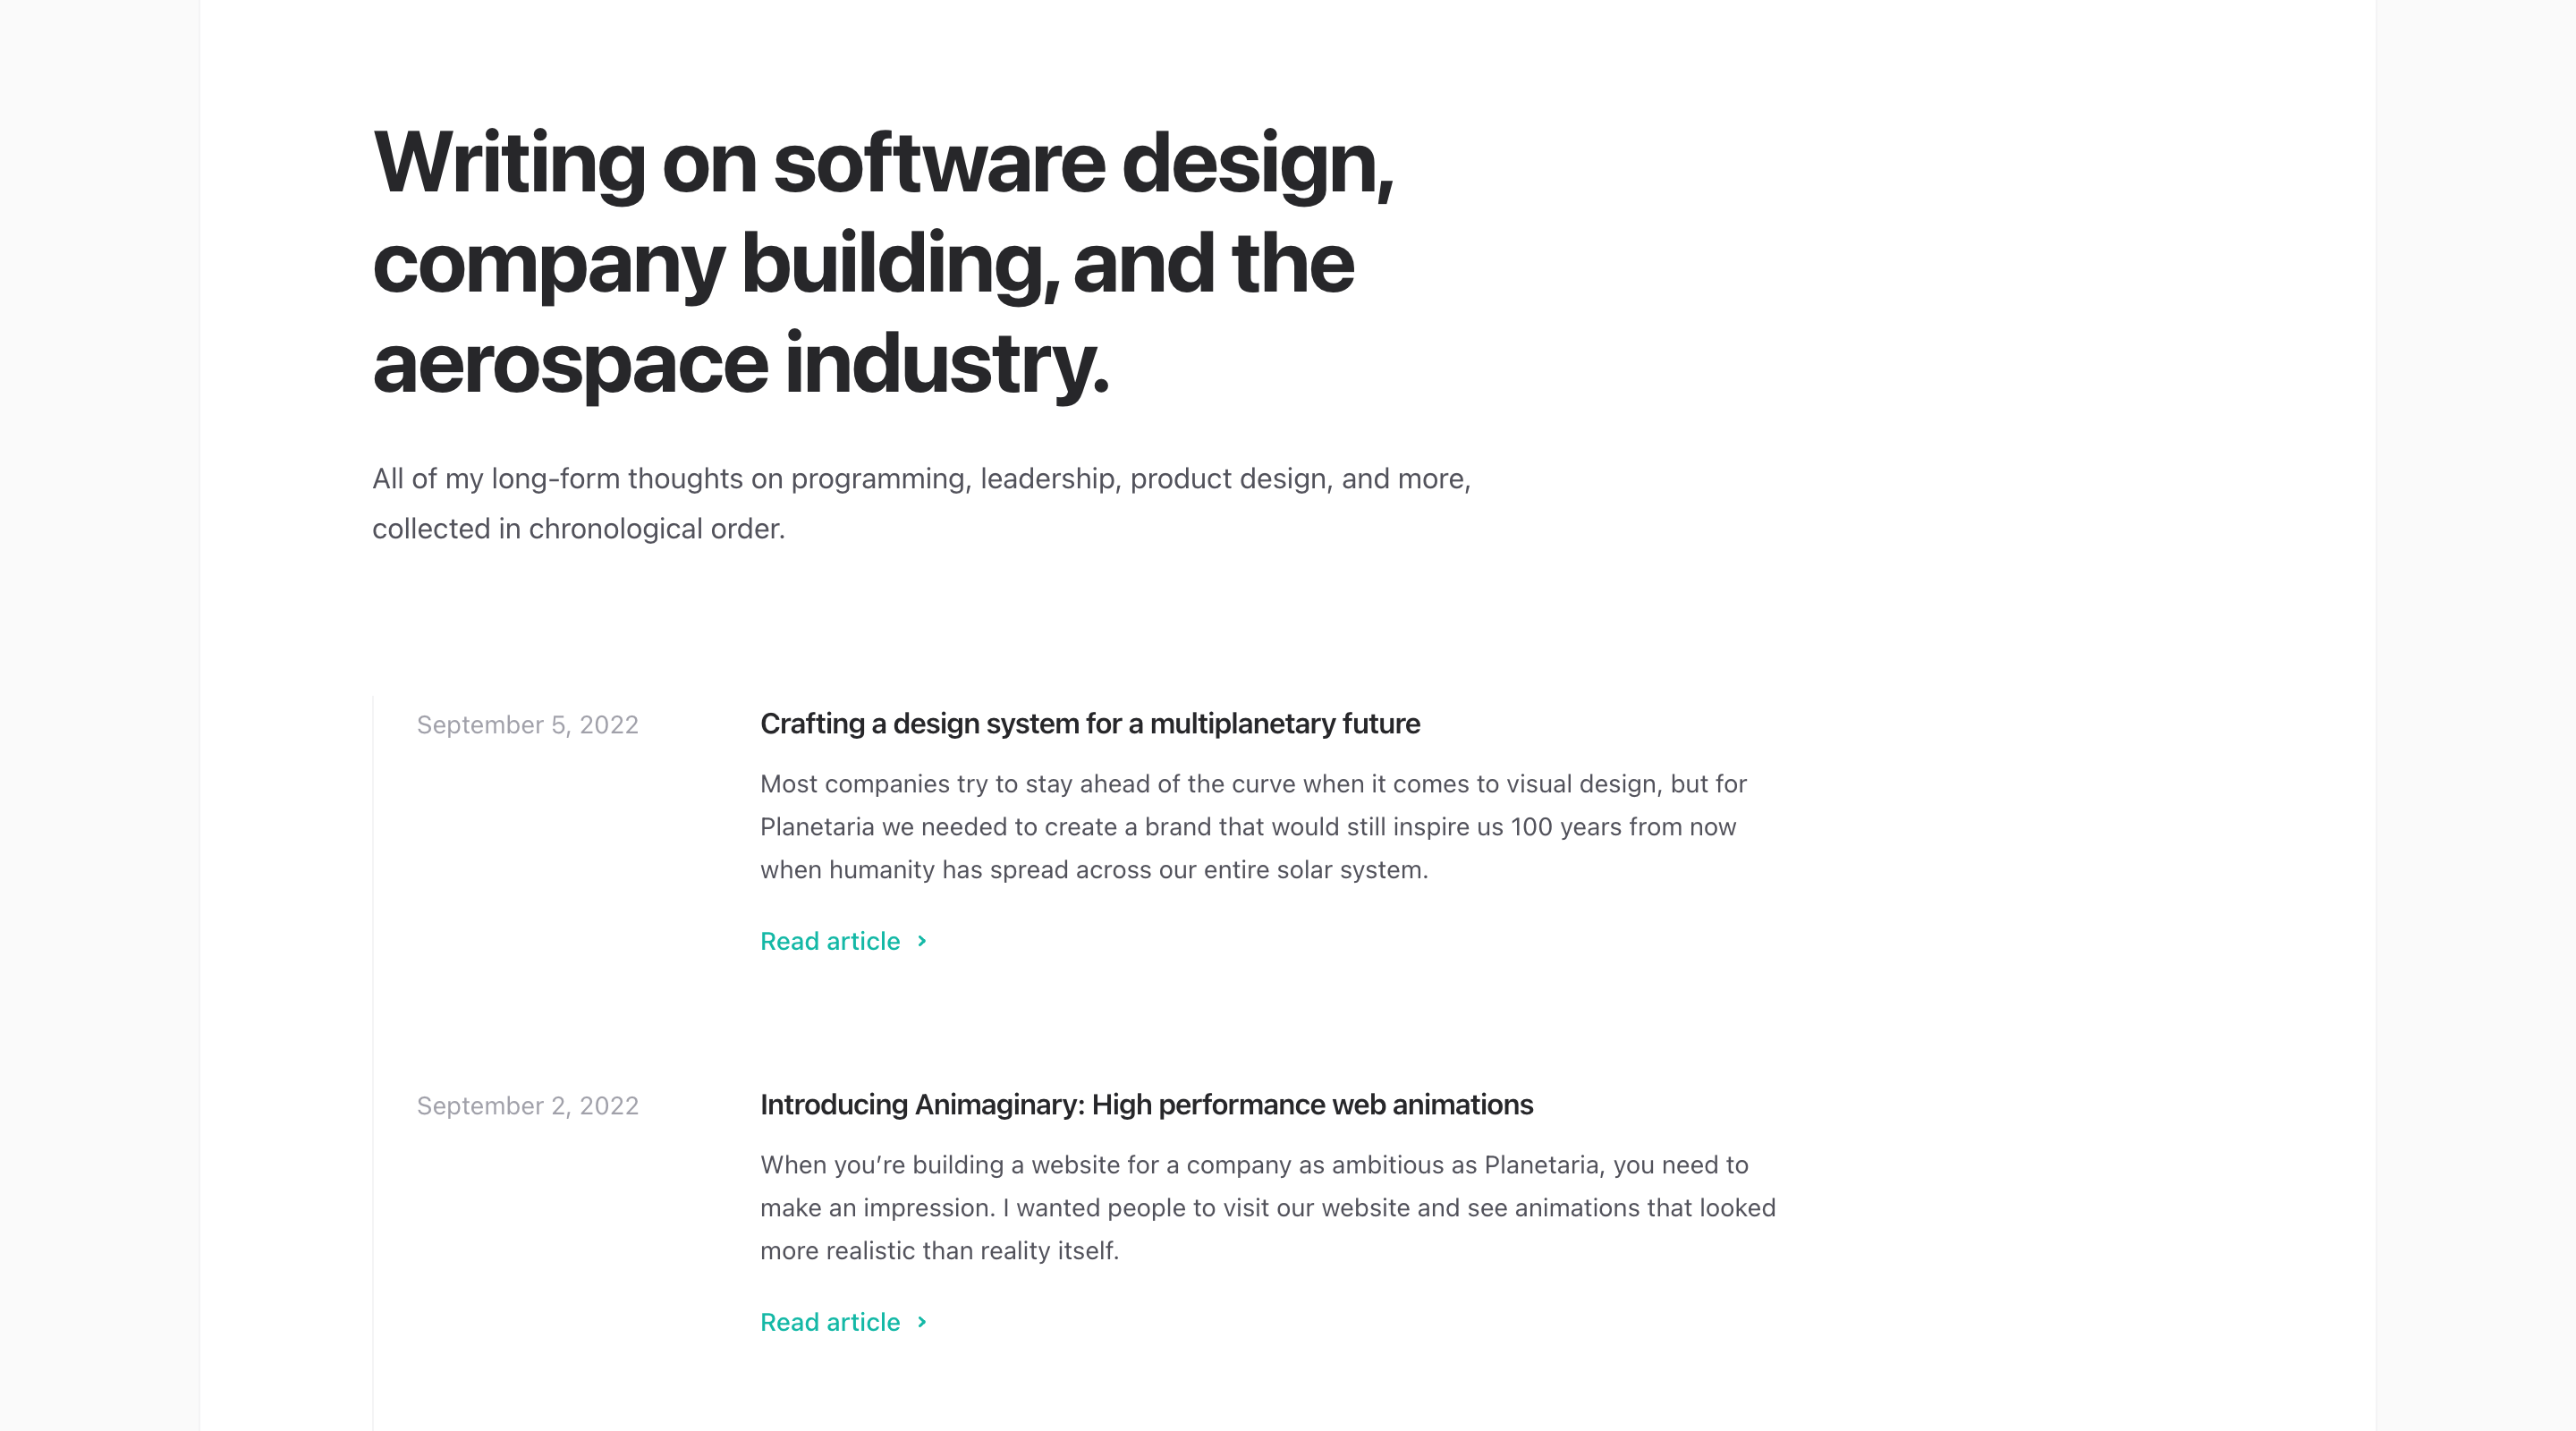 Writing on software design,
company building, and the
aerospace industry.
All of my long-form thoughts on programming, leadership, product design, and more,
collected in chronological order.
September 5, 2022
Crafting a design system for a multiplanetary future
Most companies try to stay ahead of the curve when it comes to visual design, but for
Planetaria we needed to create a brand that would still inspire us 100 years from now
when humanity has spread across our entire solar system.
Read article
September 2, 2022
Introducing Animaginary: High performance web animations
When you’re building a website for a company as ambitious as Planetaria, you need to
make an impression. I wanted people to visit our website and see animations that looked
more realistic than reality itself.
Read article